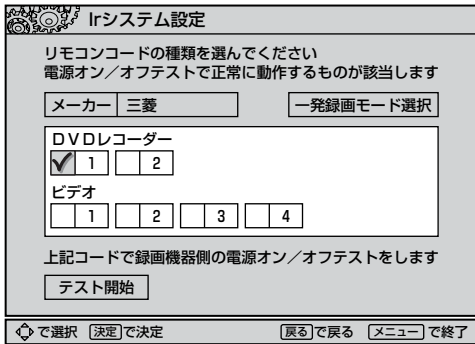 Irシステム設定
リモコンコードの種類を選んでください
電源オン／オフテストで正常に動作するものが該当します
メーカー 三菱 一発録画モード選択
ＤＶＤレコーダー
1 2
ビデオ
1 2 3 4
上記コードで録画機器側の電源オン／オフテストをします
テスト開始
で選択 決定で決定 戻るで戻る メニューで終了